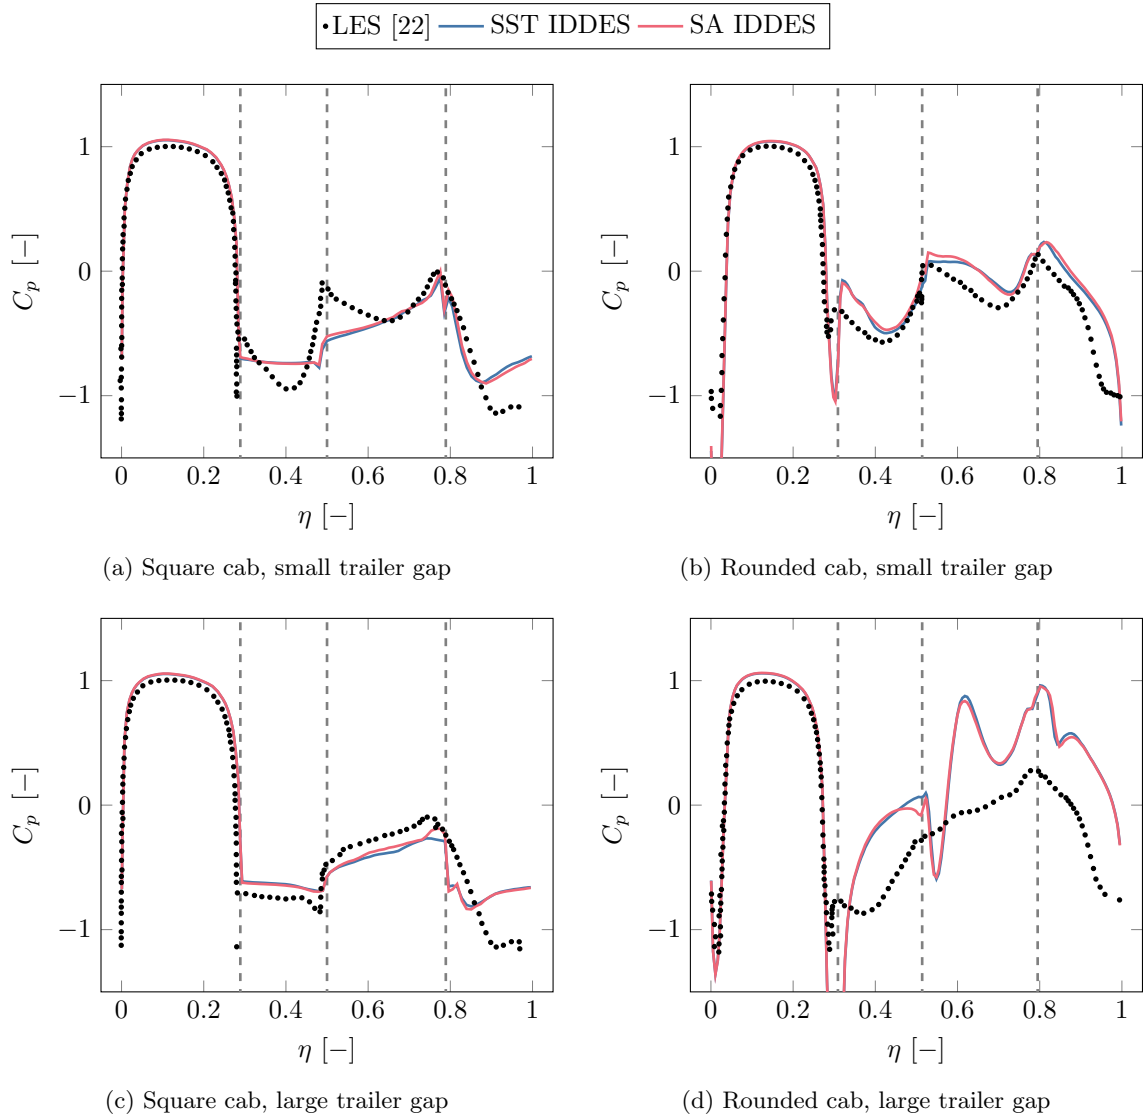 LES [22] SST IDDES SA IDDES
1
0
−1
C_p [−]
0 0.2 0.4 0.6 0.8 1
η [−]
(a) Square cab, small trailer gap
1
0
−1
C_p [−]
0 0.2 0.4 0.6 0.8 1
η [−]
(b) Rounded cab, small trailer gap
1
0
−1
C_p [−]
0 0.2 0.4 0.6 0.8 1
η [−]
(c) Square cab, large trailer gap
1
0
−1
C_p [−]
0 0.2 0.4 0.6 0.8 1
η [−]
(d) Rounded cab, large trailer gap